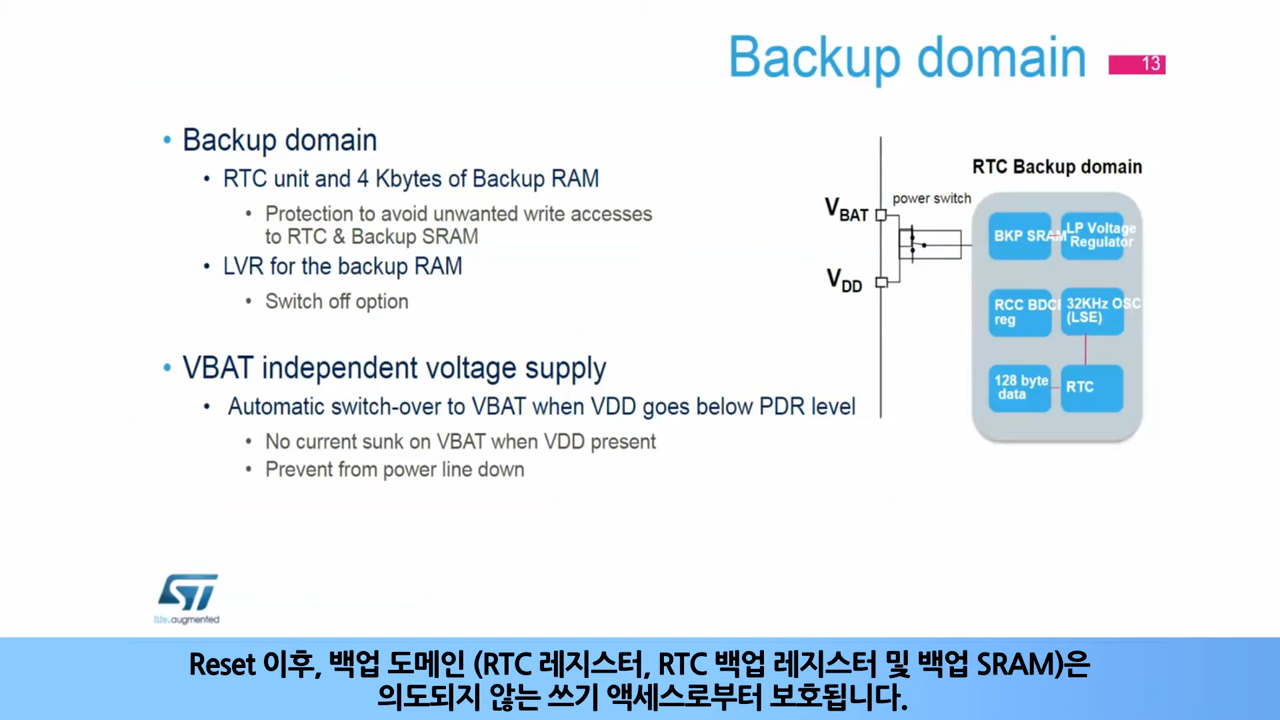 Backup domain
13
• Backup domain
• RTC unit and 4 Kbytes of Backup RAM
• Protection to avoid unwanted write accesses
to RTC & Backup SRAM
• LVR for the backup RAM
• Switch off option
• VBAT independent voltage supply
• Automatic switch-over to VBAT when VDD goes below PDR level
• No current sunk on VBAT when VDD present
• Prevent from power line down
RTC Backup domain
power switch
VBAT
VDD
BKP SRAM
LP Voltage
Regulator
RCC BDCR
reg
32KHz OSC
(LSE)
128 byte
data
RTC
ST
life.augmented
Reset 이후, 백업 도메인 (RTC 레지스터, RTC 백업 레지스터 및 백업 SRAM)은
의도되지 않는 쓰기 액세스로부터 보호됩니다.